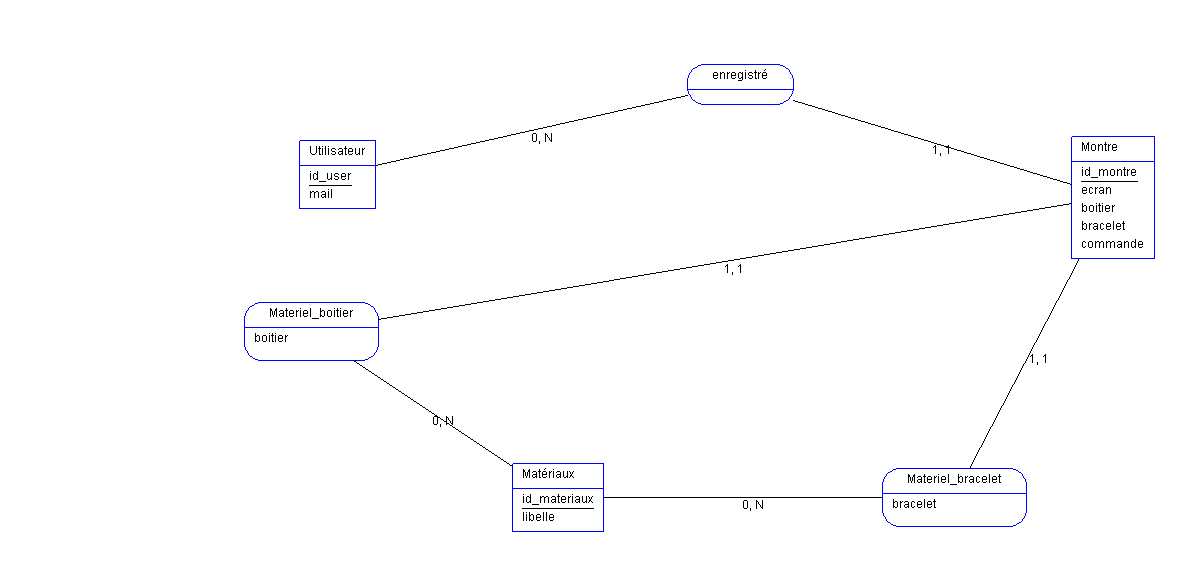 enregistré
0, N
1, 1
Utilisateur
id_user
mail
Montre
id_montre
ecran
boitier
bracelet
commande
1, 1
Materiel_boitier
boitier
1, 1
0, N
Matériaux
id_materiaux
libelle
0, N
Materiel_bracelet
bracelet